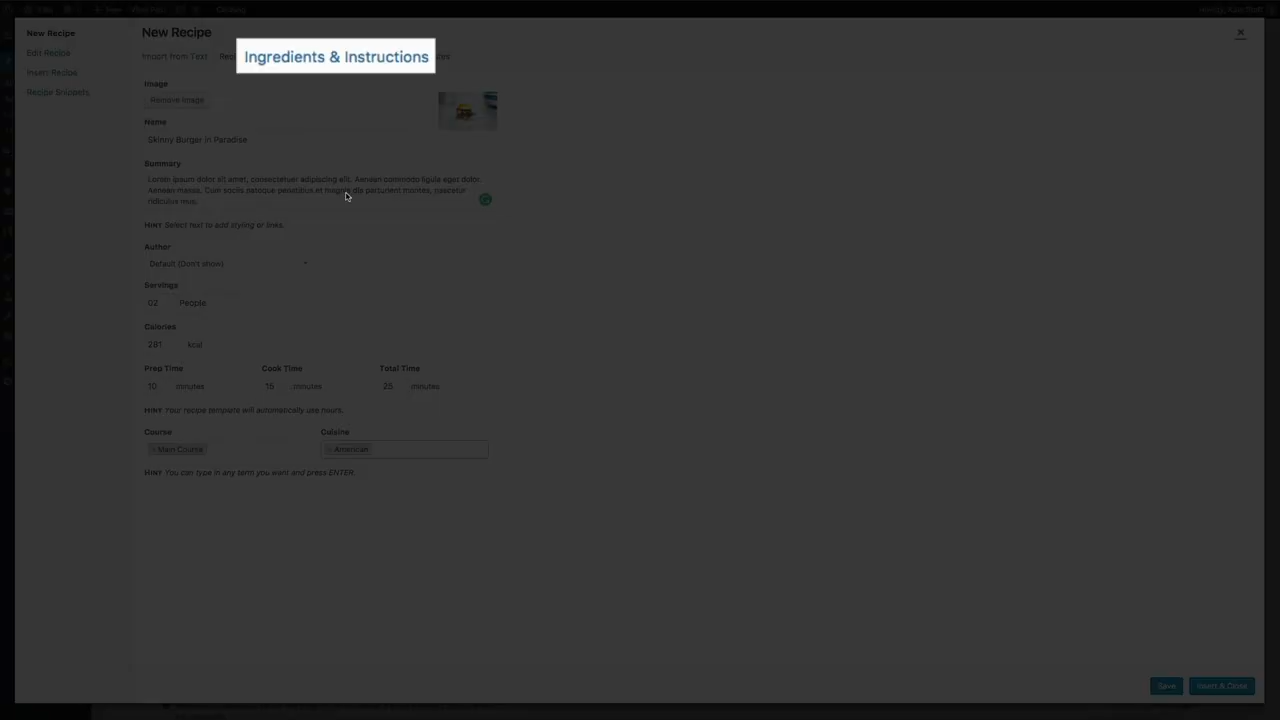 New Recipe
Edit Recipe
Insert Recipe
Recipe Snippets
New Recipe
×
Import from Text
Ingredients & Instructions
Image
Remove Image
Name
Skinny Burgar in Paradise
Summary
Lorem ipsum dolor sit amet, consectetuer adipiscing elit. Aenean commodo ligula eget dolor.
Aenean massa. Cum sociis natoque penatibus et magnis dis parturient montes, nascetur
ridiculus mus.
HINT Select text to add styling or links.
Author
Default (Don't show)
Servings
02 People
Calories
281 kcal
Prep Time Cook Time Total Time
10 minutes 15 minutes 25 minutes
HINT Your recipe template will automatically use hours.
Course Cuisine
× Main Course × American
HINT You can type in any term you want and press ENTER.
Save Insert & Close